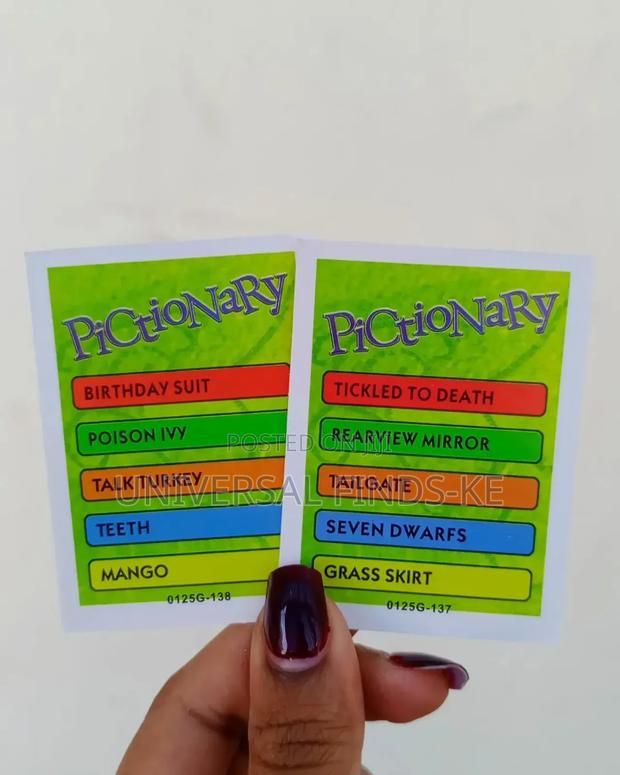 PiCtioNaRy
BIRTHDAY SUIT
POISON IVY
TALK TURKEY
TEETH
MANGO
0125G-138
PiCtioNaRy
TICKLED TO DEATH
REARVIEW MIRROR
TAILGATE
SEVEN DWARFS
GRASS SKIRT
0125G-137
POSTED ON JIJI
UNIVERSAL FINDS-KE